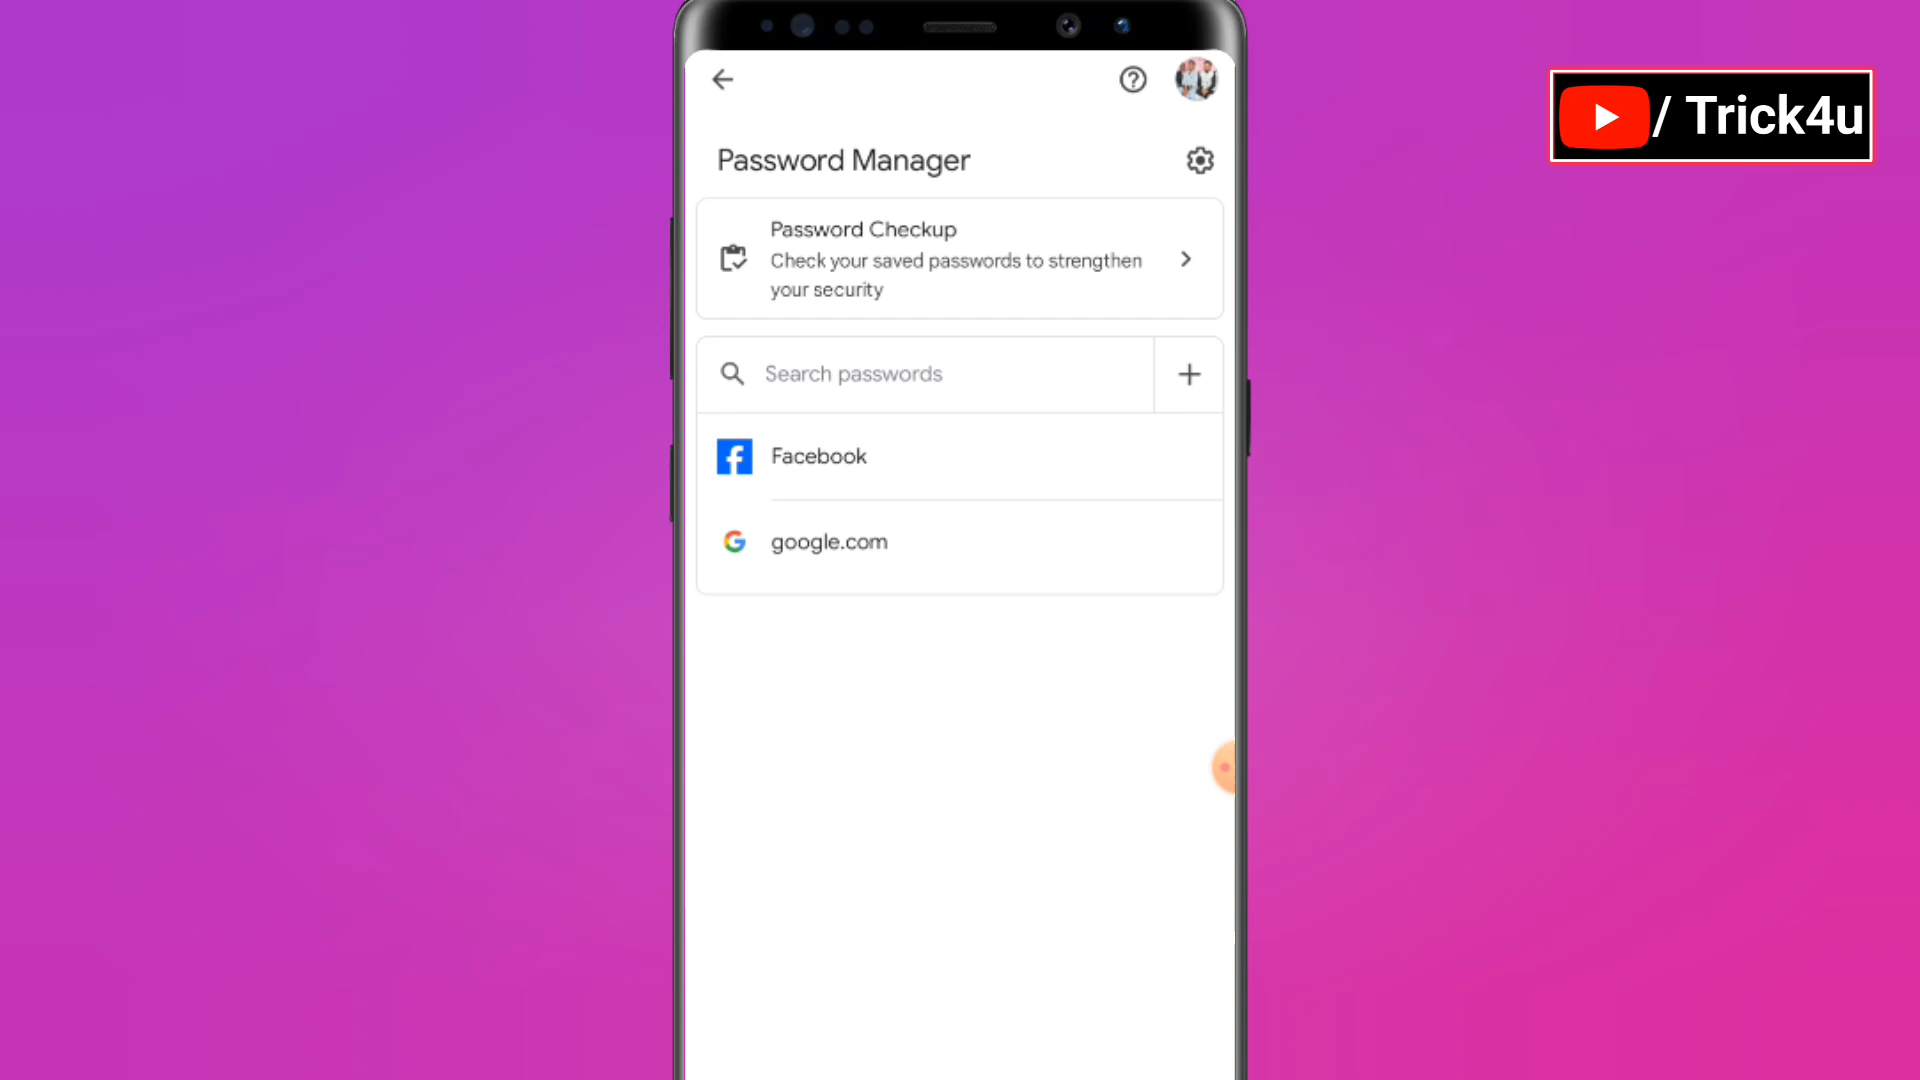 / Trick4u
Password Manager
Password Checkup
Check your saved passwords to strengthen
your security
Search passwords
Facebook
google.com